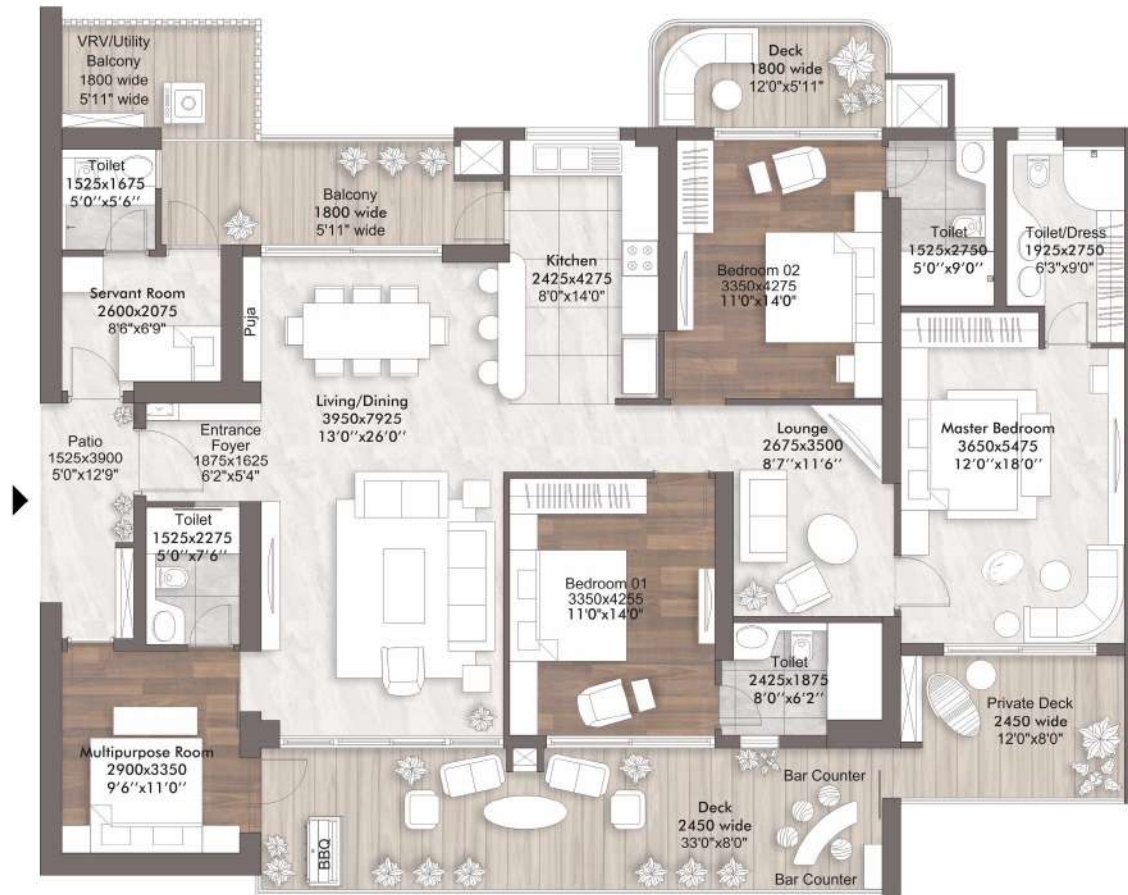 VRV/Utility
Balcony
1800 wide
5'11" wide
Deck
1800 wide
12'0"x5'11"
Toilet
1525x1675
5'0"x5'6"
Balcony
1800 wide
5'11" wide
Kitchen
2425x4275
8'0"x14'0"
Bedroom 02
3350x4275
11'0"x14'0"
Toilet
1525x2750
5'0''x9'0''
Toilet/Dress
1925x2750
6'3"x9'0"
Servant Room
2600x2075
8'6"x6'9"
Puja
Living/Dining
3950x7925
13'0''x26'0''
Patio
1525x3900
5'0"x12'9"
Entrance
Foyer
1875x1625
6'2"x5'4"
Lounge
2675x3500
8'7''x11'6''
Master Bedroom
3650x5475
12'0''x18'0''
Toilet
1525x2275
5'0''x7'6''
Bedroom 01
3350x4255
11'0"x14'0"
Toilet
2425x1875
8'0''x6'2''
Private Deck
2450 wide
12'0"x8'0"
Multipurpose Room
2900x3350
9'6''x11'0''
Bar Counter
Deck
2450 wide
33'0"x8'0"
BBQ
Bar Counter